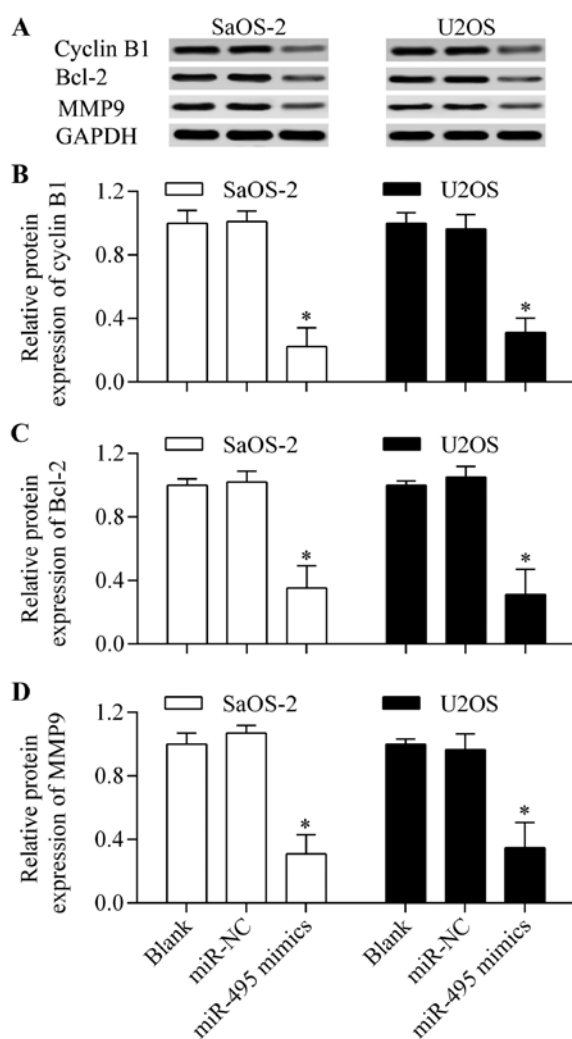 A
SaOS-2 U2OS
Cyclin B1
Bcl-2
MMP9
GAPDH
B
SaOS-2 U2OS
Relative protein
expression of cyclin B1
1.2
0.8
0.4
0.0
* *
C
SaOS-2 U2OS
Relative protein
expression of Bcl-2
1.2
0.8
0.4
0.0
* *
D
SaOS-2 U2OS
Relative protein
expression of MMP9
1.2
0.8
0.4
0.0
* *
Blank miR-NC miR-495 mimics Blank miR-NC miR-495 mimics